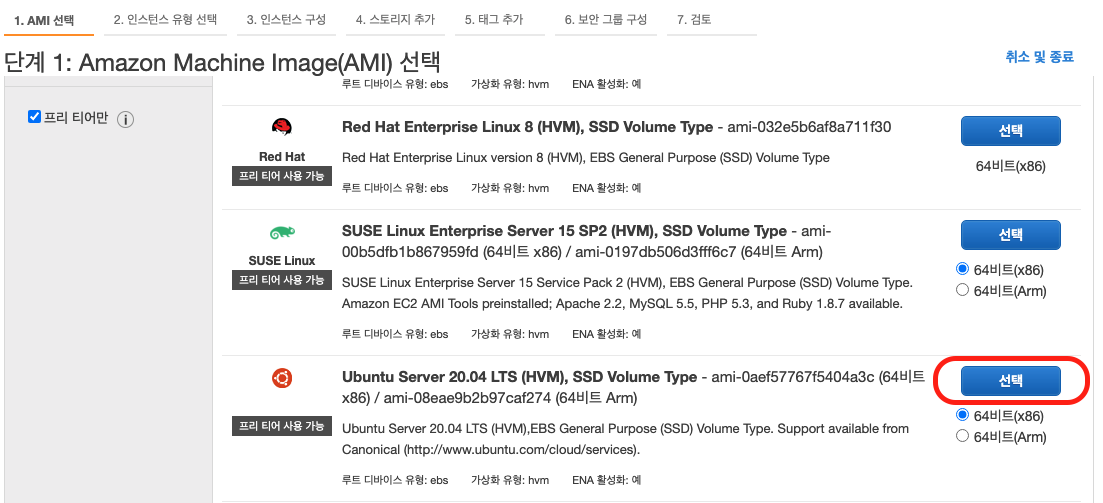 1. AMI 선택 2. 인스턴스 유형 선택 3. 인스턴스 구성 4. 스토리지 추가 5. 태그 추가 6. 보안 그룹 구성 7. 검토
단계 1: Amazon Machine Image(AMI) 선택
취소 및 종료
루트 디바이스 유형: ebs 가상화 유형: hvm ENA 활성화: 예
프리 티어만
Red Hat
프리 티어 사용 가능
Red Hat Enterprise Linux 8 (HVM), SSD Volume Type - ami-032e5b6af8a711f30
Red Hat Enterprise Linux version 8 (HVM), EBS General Purpose (SSD) Volume Type
루트 디바이스 유형: ebs 가상화 유형: hvm ENA 활성화: 예
선택
64비트(x86)
SUSE Linux
프리 티어 사용 가능
SUSE Linux Enterprise Server 15 SP2 (HVM), SSD Volume Type - ami-
00b5dfb1b867959fd (64비트 x86) / ami-0197db506d3fff6c7 (64비트 Arm)
SUSE Linux Enterprise Server 15 Service Pack 2 (HVM), EBS General Purpose (SSD) Volume Type.
Amazon EC2 AMI Tools preinstalled; Apache 2.2, MySQL 5.5, PHP 5.3, and Ruby 1.8.7 available.
루트 디바이스 유형: ebs 가상화 유형: hvm ENA 활성화: 예
선택
64비트(x86)
64비트(Arm)
프리 티어 사용 가능
Ubuntu Server 20.04 LTS (HVM), SSD Volume Type - ami-0aef57767f5404a3c (64비트
x86) / ami-08eae9b2b97caf274 (64비트 Arm)
Ubuntu Server 20.04 LTS (HVM),EBS General Purpose (SSD) Volume Type. Support available from
Canonical (http://www.ubuntu.com/cloud/services).
루트 디바이스 유형: ebs 가상화 유형: hvm ENA 활성화: 예
선택
64비트(x86)
64비트(Arm)